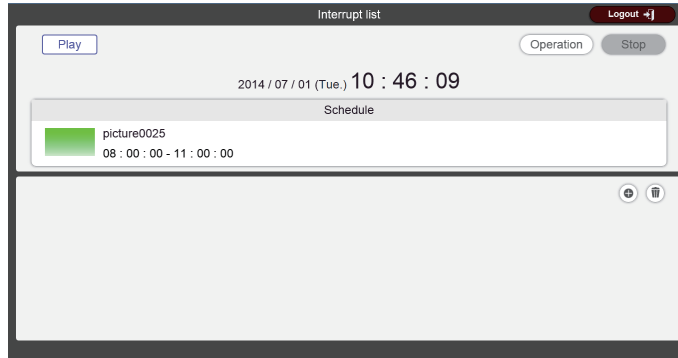 Interrupt list
Logout
Play
Operation
Stop
2014 / 07 / 01 (Tue.) 10 : 46 : 09
Schedule
picture0025
08 : 00 : 00 - 11 : 00 : 00